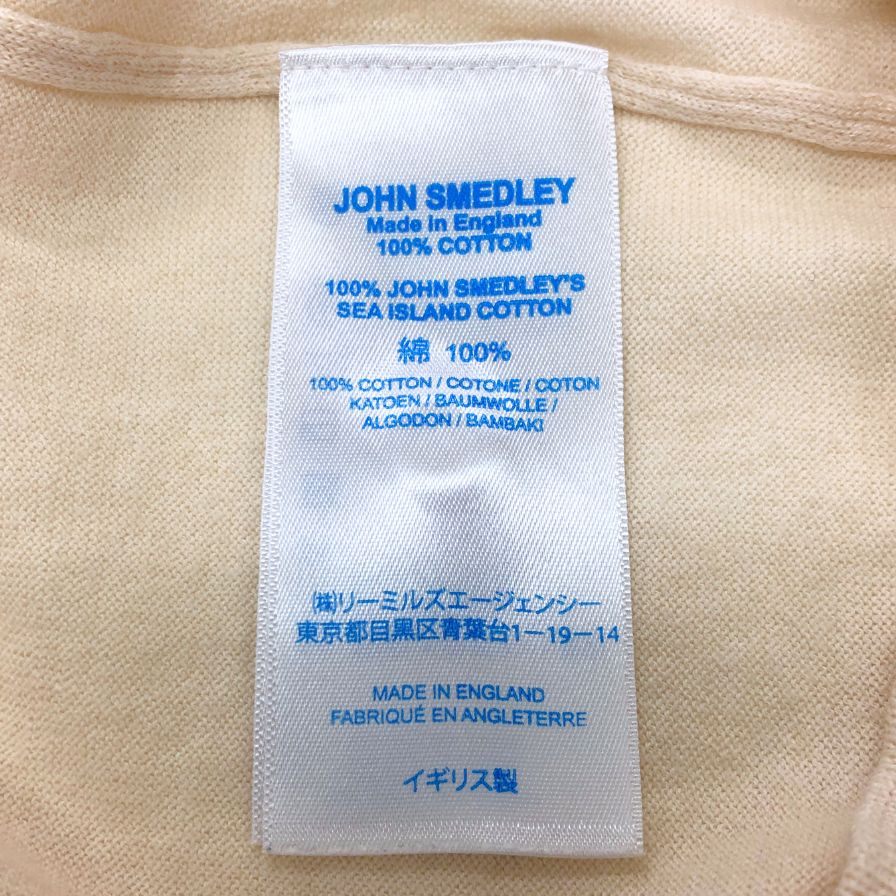 JOHN SMEDLEY
Made in England
100% COTTON
100% JOHN SMEDLEY'S
SEA ISLAND COTTON
綿 100%
100% COTTON / COTONE / COTON
KATOEN / BAUMWOLLE /
ALGODON / BAMBAKI
㈱リーミルズエージェンシー
東京都目黒区青葉台1-19-14
MADE IN ENGLAND
FABRIQUÉ EN ANGLETERRE
イギリス製